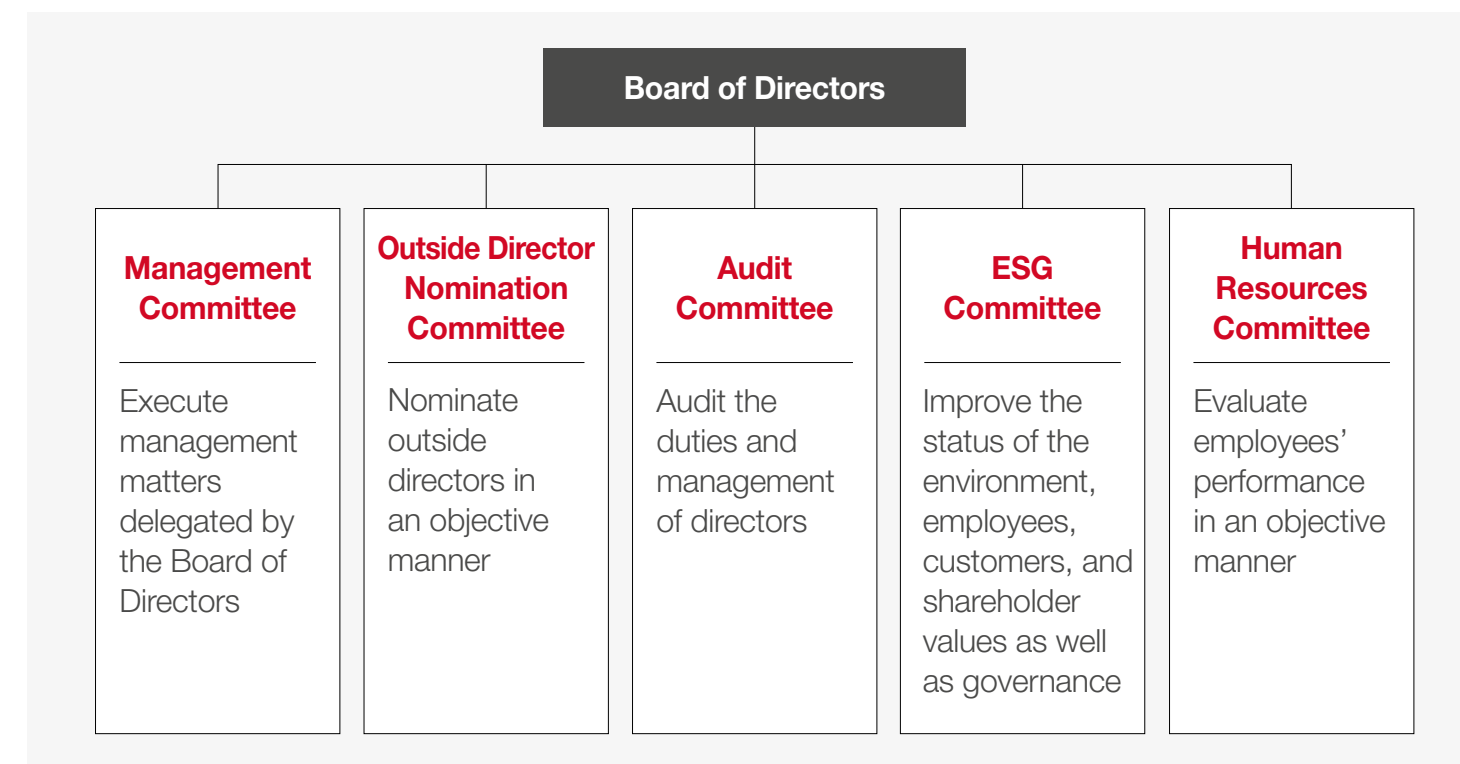 Board of Directors
Management
Committee
Execute
management
matters
delegated by
the Board of
Directors
Outside Director
Nomination
Committee
Nominate
outside
directors in
an objective
manner
Audit
Committee
Audit the
duties and
management
of directors
ESG
Committee
Improve the
status of the
environment,
employees,
customers, and
shareholder
values as well
as governance
Human
Resources
Committee
Evaluate
employees’
performance
in an objective
manner